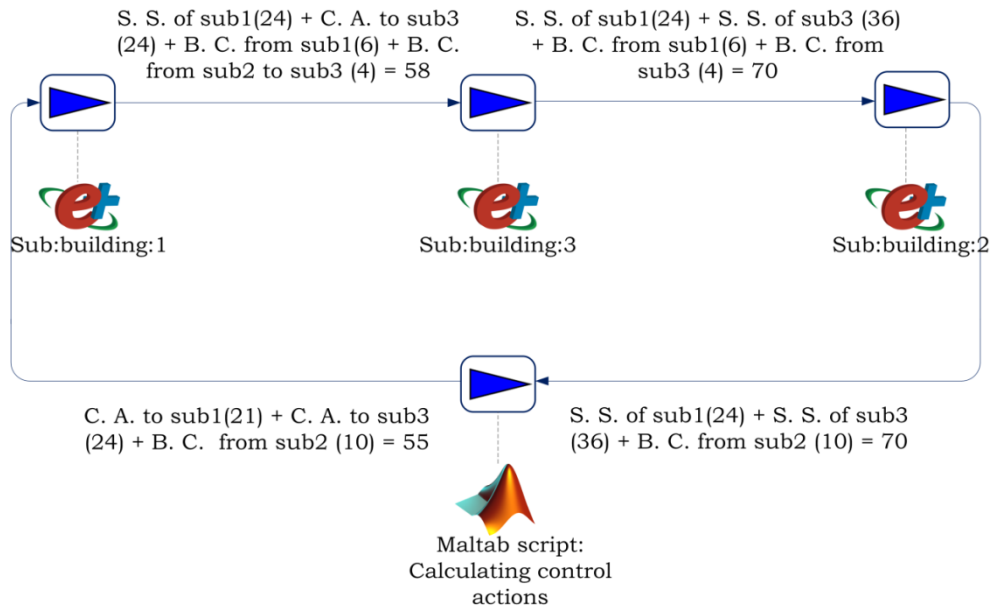 S. S. of sub1(24) + C. A. to sub3
(24) + B. C. from sub1(6) + B. C.
from sub2 to sub3 (4) = 58
S. S. of sub1(24) + S. S. of sub3 (36)
+ B. C. from sub1(6) + B. C. from
sub3 (4) = 70
e+
Sub:building:1
e+
Sub:building:3
e+
Sub:building:2
C. A. to sub1(21) + C. A. to sub3
(24) + B. C. from sub2 (10) = 55
S. S. of sub1(24) + S. S. of sub3
(36) + B. C. from sub2 (10) = 70
Maltab script:
Calculating control
actions